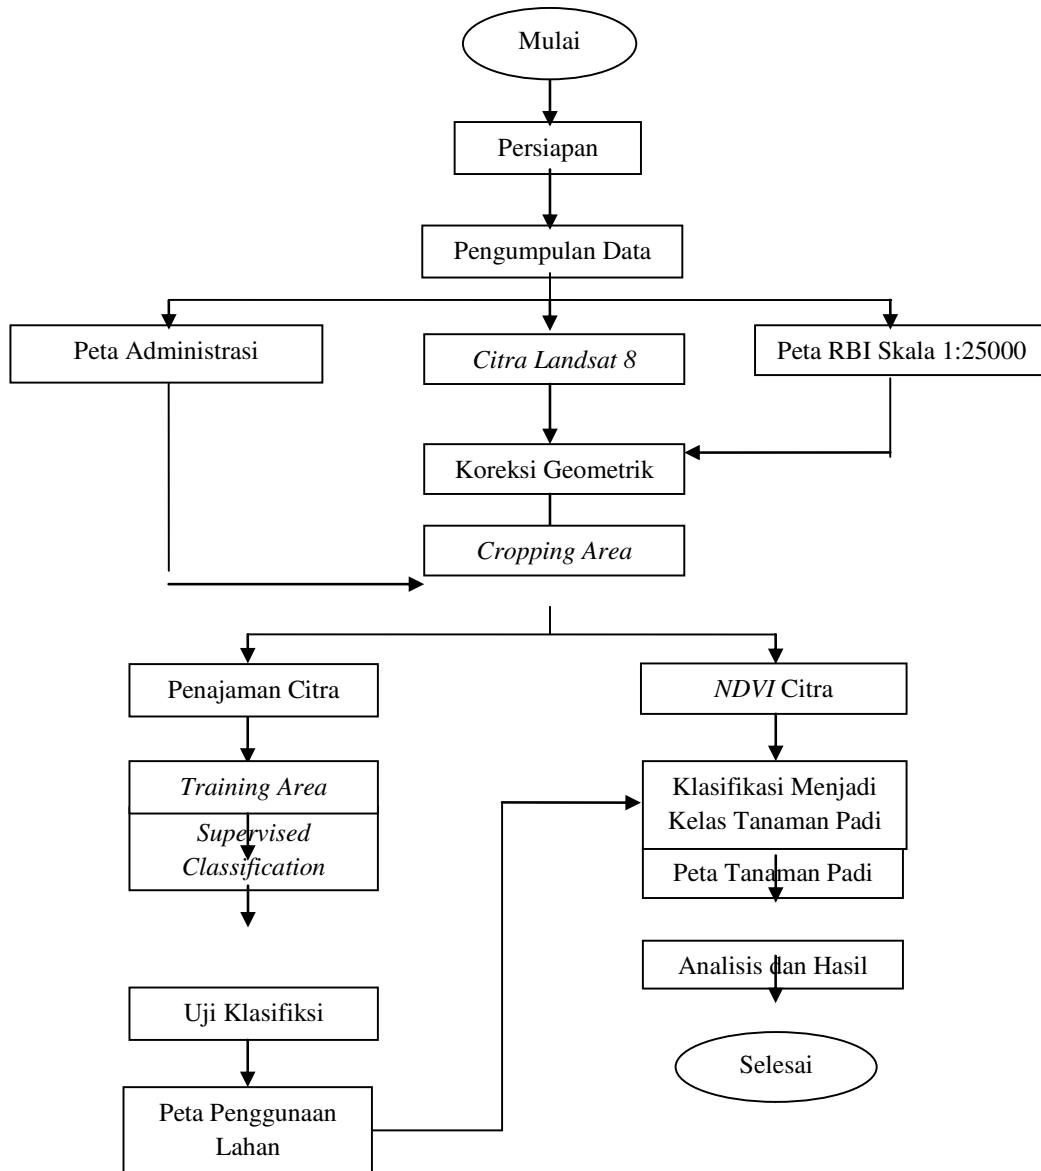 Mulai
Persiapan
Pengumpulan Data
Peta Administrasi
Citra Landsat 8
Peta RBI Skala 1:25000
Koreksi Geometrik
Cropping Area
Penajaman Citra
NDVI Citra
Training Area
Klasifikasi Menjadi
Kelas Tanaman Padi
Supervised
Classification
Peta Tanaman Padi
Analisis dan Hasil
Uji Klasifiksi
Selesai
Peta Penggunaan
Lahan